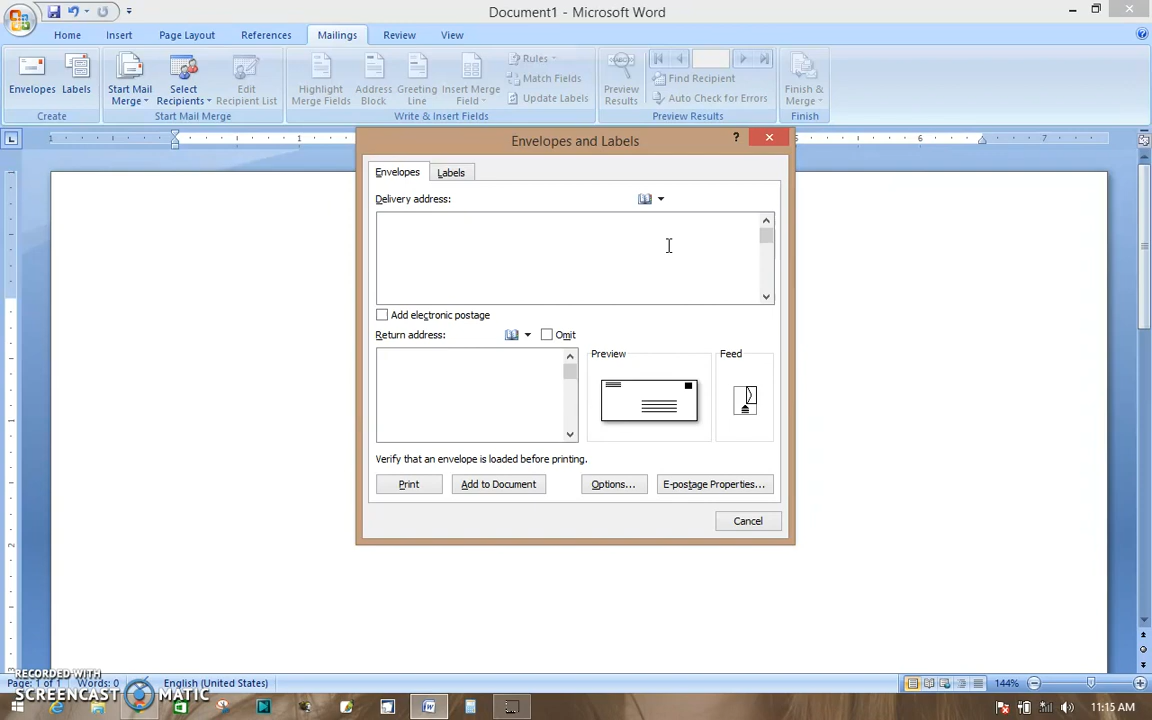 Document1 - Microsoft Word
Home Insert Page Layout References Mailings Review View
Envelopes Labels Start Mail Merge Select Recipients Edit Recipient List Highlight Merge Fields Address Block Greeting Line Insert Merge Field Rules Match Fields Update Labels Preview Results Find Recipient Auto Check for Errors Finish & Merge
Create Start Mail Merge Write & Insert Fields Preview Results Finish
Envelopes and Labels
Envelopes Labels
Delivery address:
Add electronic postage
Return address: Omit
Preview Feed
Verify that an envelope is loaded before printing.
Print Add to Document Options... E-postage Properties...
Cancel
RECORDED WITH
SCREENCAST MATIC
Page: 1 of 1 Words: 0 English (United States) 144%
11:15 AM